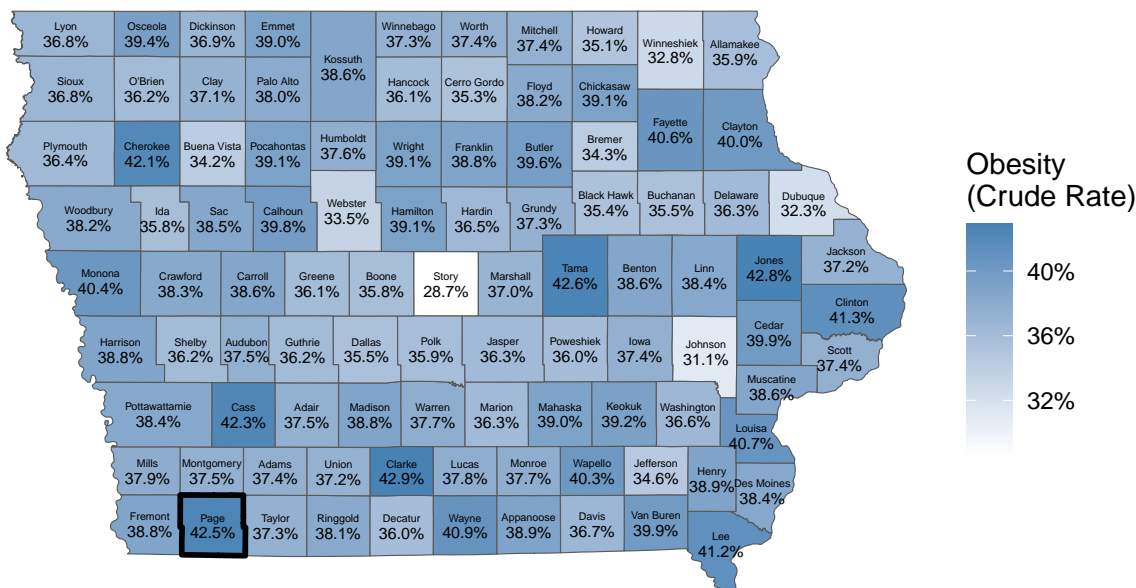 Lyon
36.8%
Osceola
39.4%
Dickinson
36.9%
Emmet
39.0%
Winnebago
37.3%
Worth
37.4%
Mitchell
37.4%
Howard
35.1%
Winneshiek
32.8%
Allamakee
35.9%
Kossuth
38.6%
Sioux
36.8%
O'Brien
36.2%
Clay
37.1%
Palo Alto
38.0%
Hancock
36.1%
Cerro Gordo
35.3%
Floyd
38.2%
Chickasaw
39.1%
Fayette
40.6%
Clayton
40.0%
Plymouth
36.4%
Cherokee
42.1%
Buena Vista
34.2%
Pocahontas
39.1%
Humboldt
37.6%
Wright
39.1%
Franklin
38.8%
Butler
39.6%
Bremer
34.3%
Woodbury
38.2%
Ida
35.8%
Sac
38.5%
Calhoun
39.8%
Webster
33.5%
Hamilton
39.1%
Hardin
36.5%
Grundy
37.3%
Black Hawk
35.4%
Buchanan
35.5%
Delaware
36.3%
Dubuque
32.3%
Monona
40.4%
Crawford
38.3%
Carroll
38.6%
Greene
36.1%
Boone
35.8%
Story
28.7%
Marshall
37.0%
Tama
42.6%
Benton
38.6%
Linn
38.4%
Jones
42.8%
Jackson
37.2%
Clinton
41.3%
Harrison
38.8%
Shelby
36.2%
Audubon
37.5%
Guthrie
36.2%
Dallas
35.5%
Polk
35.9%
Jasper
36.3%
Poweshiek
36.0%
Iowa
37.4%
Johnson
31.1%
Cedar
39.9%
Scott
37.4%
Muscatine
38.6%
Pottawattamie
38.4%
Cass
42.3%
Adair
37.5%
Madison
38.8%
Warren
37.7%
Marion
36.3%
Mahaska
39.0%
Keokuk
39.2%
Washington
36.6%
Louisa
40.7%
Mills
37.9%
Montgomery
37.5%
Adams
37.4%
Union
37.2%
Clarke
42.9%
Lucas
37.8%
Monroe
37.7%
Wapello
40.3%
Jefferson
34.6%
Henry
38.9%
Des Moines
38.4%
Fremont
38.8%
Page
42.5%
Taylor
37.3%
Ringgold
38.1%
Decatur
36.0%
Wayne
40.9%
Appanoose
38.9%
Davis
36.7%
Van Buren
39.9%
Lee
41.2%
Obesity
(Crude Rate)
40%
36%
32%